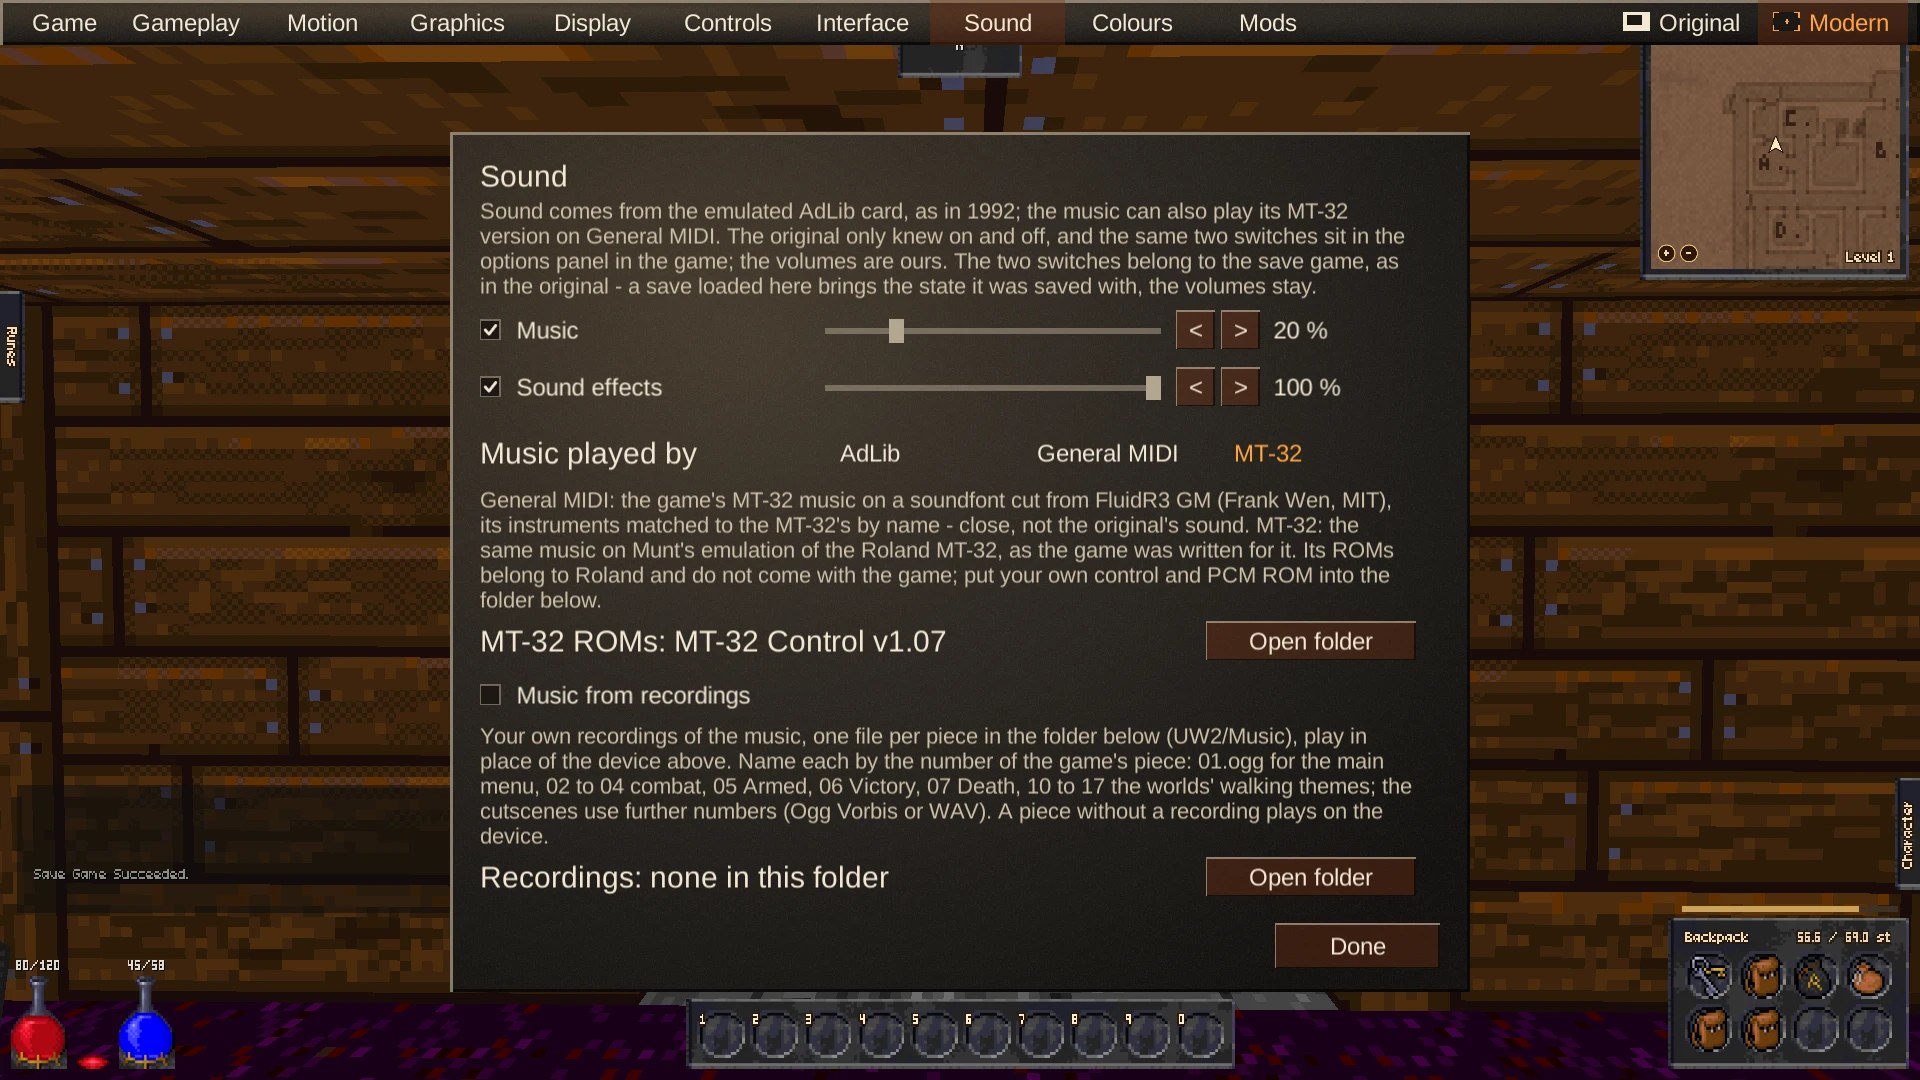 Game Gameplay Motion Graphics Display Controls Interface Sound Colours Mods Original Modern
C .
A .
B .
D .
Level 1
Runes
Sound
Sound comes from the emulated AdLib card, as in 1992; the music can also play its MT-32
version on General MIDI. The original only knew on and off, and the same two switches sit in the
options panel in the game; the volumes are ours. The two switches belong to the save game, as
in the original - a save loaded here brings the state it was saved with, the volumes stay.
Music < > 20 %
Sound effects < > 100 %
Music played by AdLib General MIDI MT-32
General MIDI: the game's MT-32 music on a soundfont cut from FluidR3 GM (Frank Wen, MIT),
its instruments matched to the MT-32's by name - close, not the original's sound. MT-32: the
same music on Munt's emulation of the Roland MT-32, as the game was written for it. Its ROMs
belong to Roland and do not come with the game; put your own control and PCM ROM into the
folder below.
MT-32 ROMs: MT-32 Control v1.07 Open folder
Music from recordings
Your own recordings of the music, one file per piece in the folder below (UW2/Music), play in
place of the device above. Name each by the number of the game's piece: 01.ogg for the main
menu, 02 to 04 combat, 05 Armed, 06 Victory, 07 Death, 10 to 17 the worlds' walking themes; the
cutscenes use further numbers (Ogg Vorbis or WAV). A piece without a recording plays on the
device.
Recordings: none in this folder Open folder
Done
Save Game Succeeded.
Character
Backpack 56.6 / 69.0 st
80/120 45/58
1 2 3 4 5 6 7 8 9 0